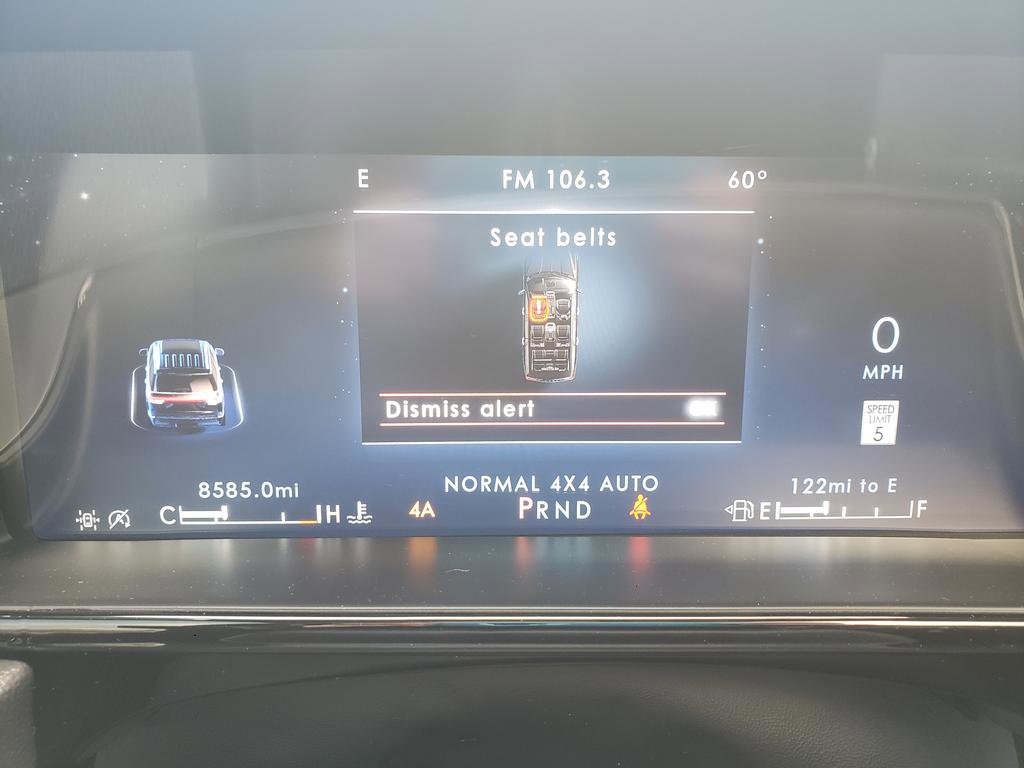 E FM 106.3 60°
Seat belts
Dismiss alert OK
0
MPH
SPEED
LIMIT
5
8585.0mi
NORMAL 4X4 AUTO
122mi to E
C H
4A
PRND
E F